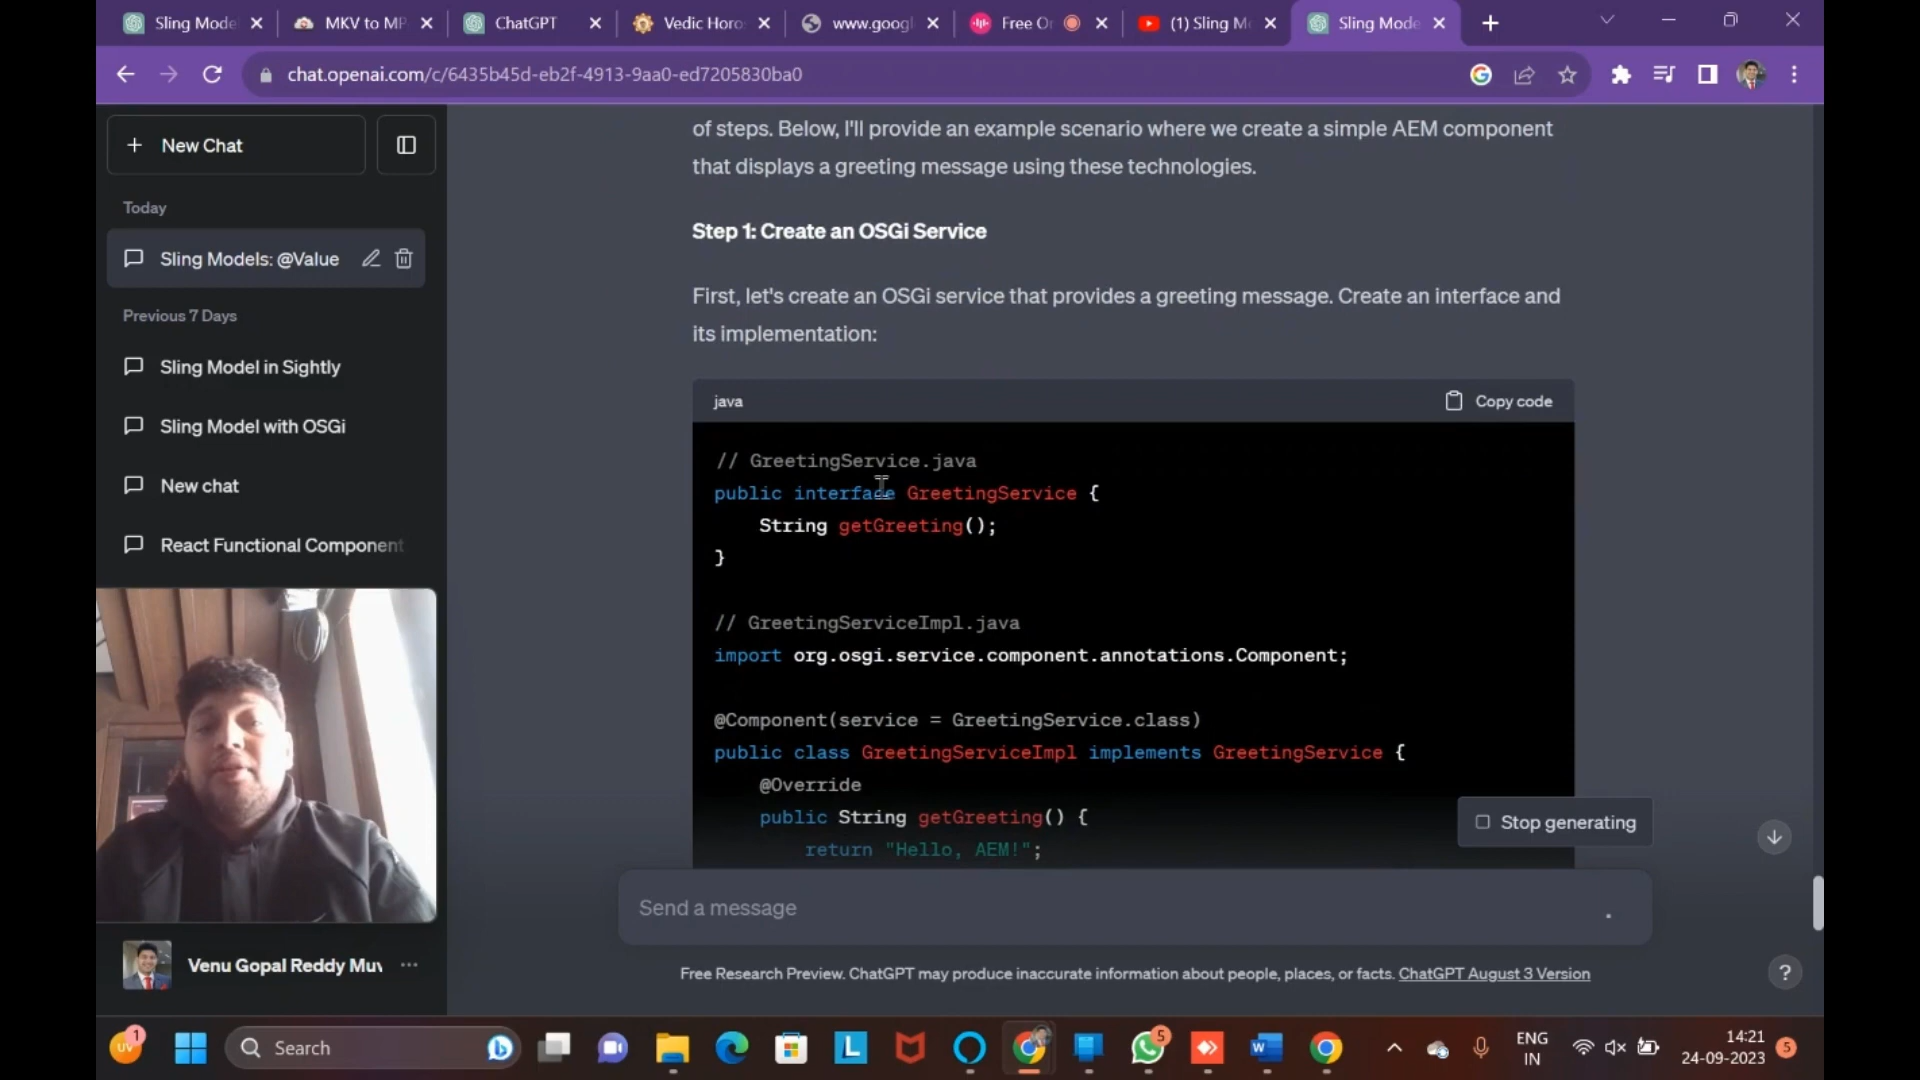 Sling Mode
MKV to MP
ChatGPT
Vedic Horo
www.googl
Free O
(1) Sling M
Sling Mode
chat.openai.com/c/6435b45d-eb2f-4913-9aa0-ed7205830ba0
New Chat
Today
Sling Models: @Value
Previous 7 Days
Sling Model in Sightly
Sling Model with OSGi
New chat
React Functional Component
Venu Gopal Reddy Muv
of steps. Below, I'll provide an example scenario where we create a simple AEM component
that displays a greeting message using these technologies.
Step 1: Create an OSGi Service
First, let's create an OSGi service that provides a greeting message. Create an interface and
its implementation:
java
Copy code
// GreetingService.java
public interface GreetingService {
String getGreeting();
}
// GreetingServiceImpl.java
import org.osgi.service.component.annotations.Component;
@Component(service = GreetingService.class)
public class GreetingServiceImpl implements GreetingService {
@Override
public String getGreeting() {
return "Hello, AEM!";
Stop generating
Send a message
Free Research Preview. ChatGPT may produce inaccurate information about people, places, or facts. ChatGPT August 3 Version
?
UV
1
Search
L
5
W
ENG
IN
14:21
24-09-2023
5